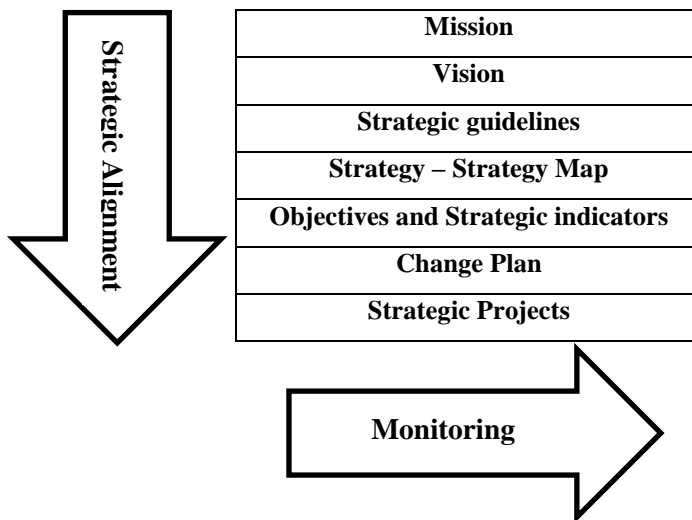 Strategic Alignment
Mission
Vision
Strategic guidelines
Strategy – Strategy Map
Objectives and Strategic indicators
Change Plan
Strategic Projects
Monitoring